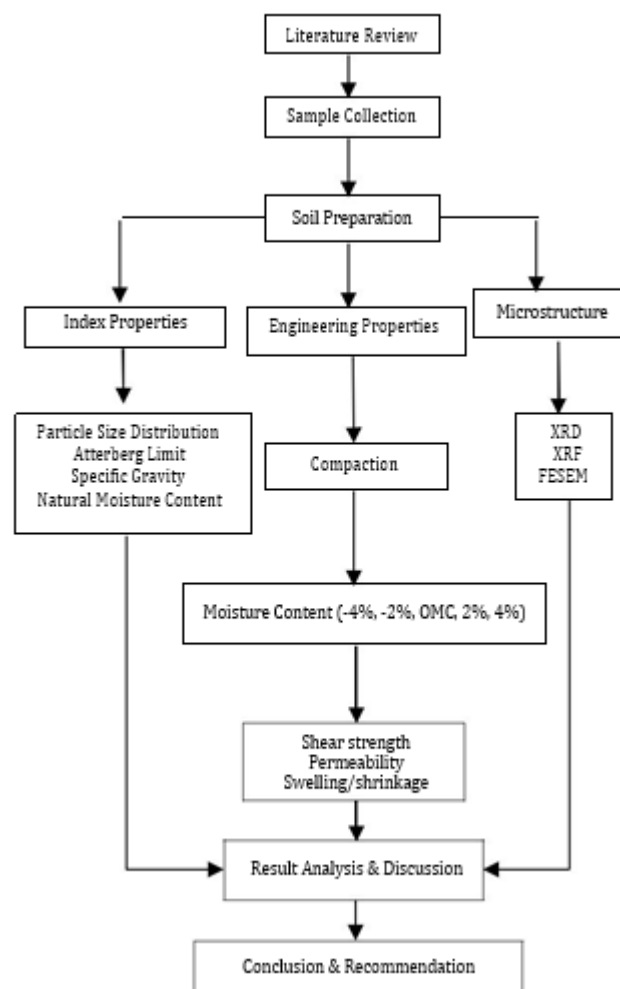 Literature Review
Sample Collection
Soil Preparation
Index Properties
Engineering Properties
Microstructure
Particle Size Distribution
Atterberg Limit
Specific Gravity
Natural Moisture Content
Compaction
XRD
XRF
FESEM
Moisture Content (-4%, -2%, OMC, 2%, 4%)
Shear strength
Permeability
Swelling/shrinkage
Result Analysis & Discussion
Conclusion & Recommendation